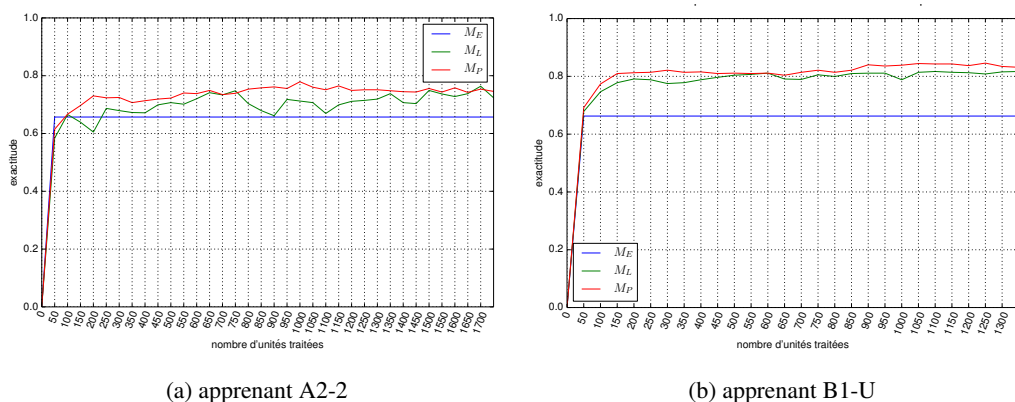 1.0
0.8
0.6
0.4
0.2
0.0
exactitude
M_E
M_L
M_P
0 50 100 150 200 250 300 350 400 450 500 550 600 650 700 750 800 850 900 950 1000 1050 1100 1150 1200 1250 1300 1350 1400 1450 1500 1550 1600 1650 1700
nombre d'unités traitées
(a) apprenant A2-2
1.0
0.8
0.6
0.4
0.2
0.0
exactitude
M_E
M_L
M_P
0 50 100 150 200 250 300 350 400 450 500 550 600 650 700 750 800 850 900 950 1000 1050 1100 1150 1200 1250 1300
nombre d'unités traitées
(b) apprenant B1-U